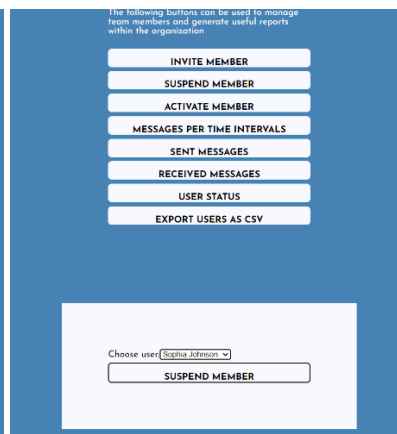 The following buttons can be used to manage
team members and generate useful reports
within the organization
INVITE MEMBER
SUSPEND MEMBER
ACTIVATE MEMBER
MESSAGES PER TIME INTERVALS
SENT MESSAGES
RECEIVED MESSAGES
USER STATUS
EXPORT USERS AS CSV
Choose user: Sophia Johnson
SUSPEND MEMBER